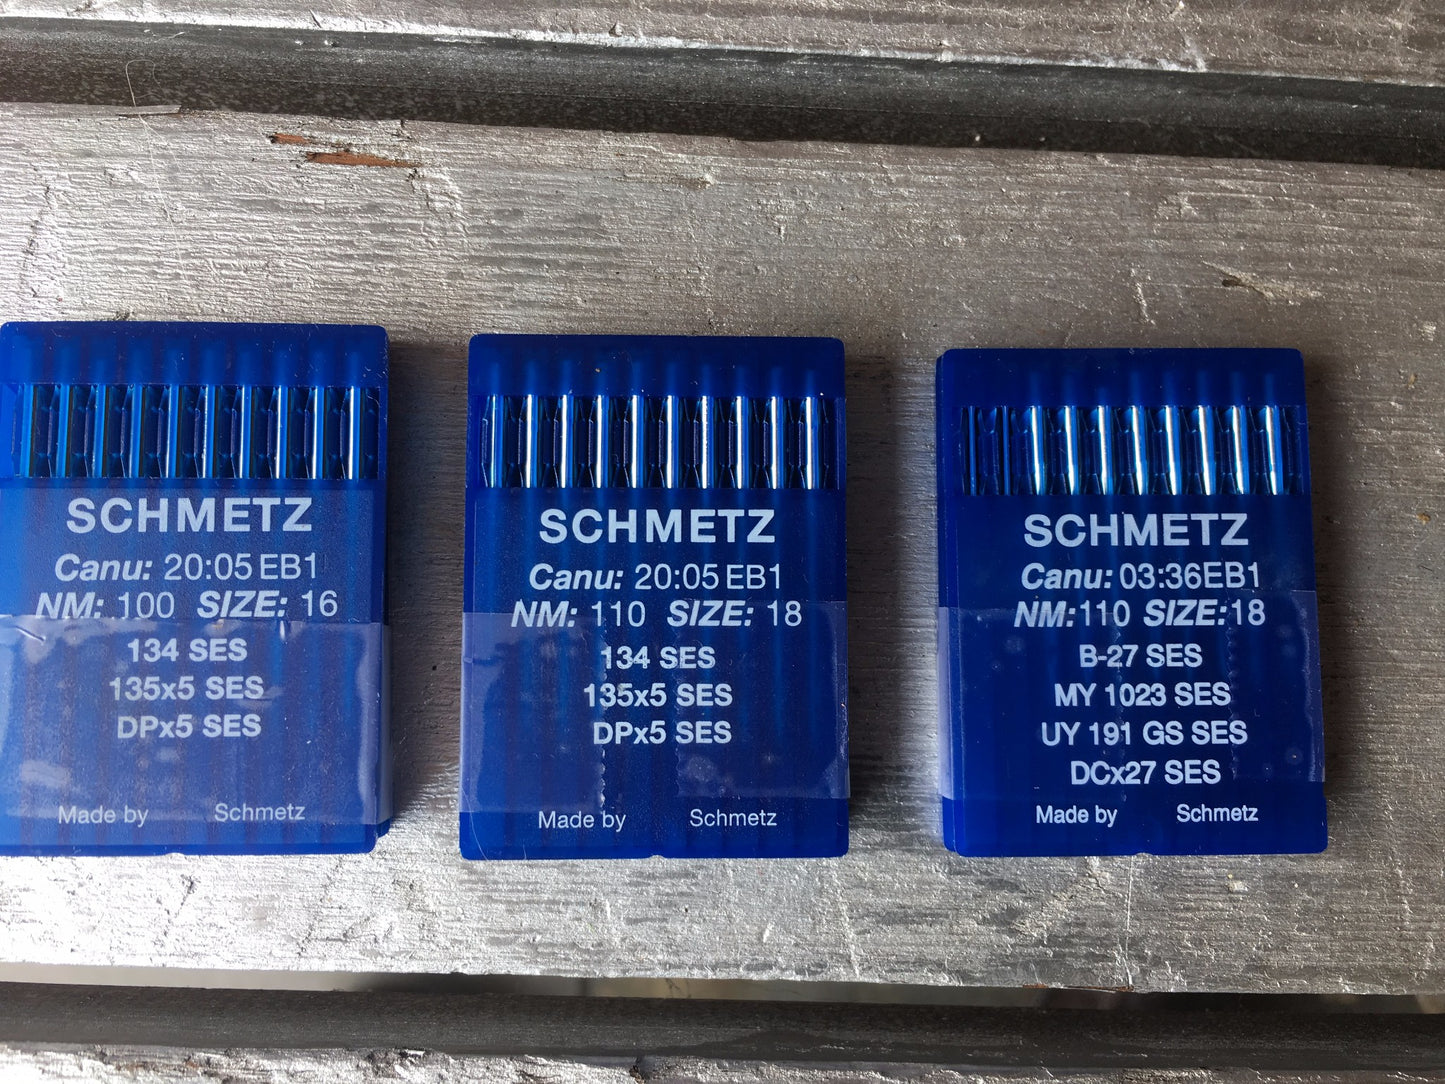 SCHMETZ
Canu: 20:05 EB1
NM: 100 SIZE: 16
134 SES
135x5 SES
DPx5 SES
Made by Schmetz
SCHMETZ
Canu: 20:05 EB1
NM: 110 SIZE: 18
134 SES
135x5 SES
DPx5 SES
Made by Schmetz
SCHMETZ
Canu: 03:36EB1
NM:110 SIZE:18
B-27 SES
MY 1023 SES
UY 191 GS SES
DCx27 SES
Made by Schmetz